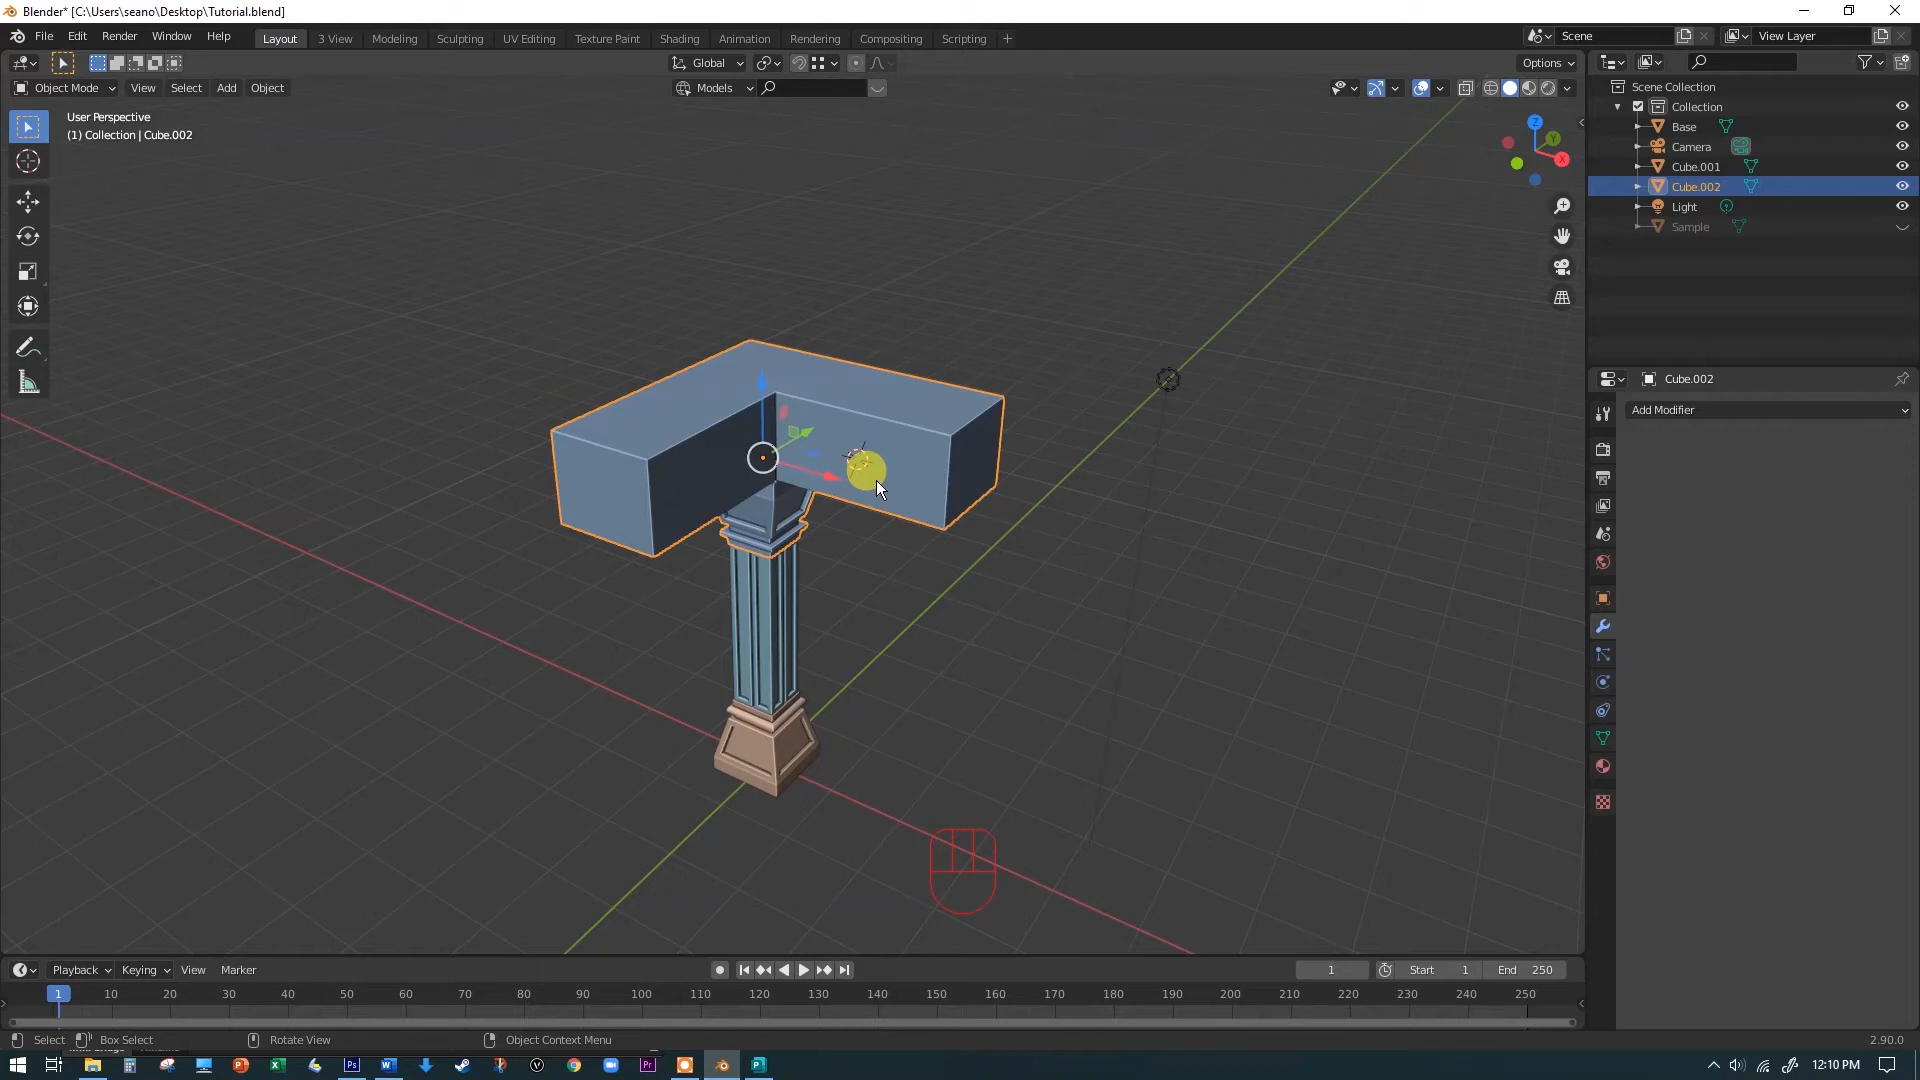 Blender* [C:\Users\seano\Desktop\Tutorial.blend]
File Edit Render Window Help
Layout 3 View Modeling Sculpting UV Editing Texture Paint Shading Animation Rendering Compositing Scripting +
Scene
View Layer
Global
Options
Object Mode View Select Add Object
Models
User Perspective
(1) Collection | Cube.002
Z
Y
X
Scene Collection
Collection
Base
Camera
Cube.001
Cube.002
Light
Sample
Cube.002
Add Modifier
Playback Keying View Marker
1
Start 1
End 250
1 10 20 30 40 50 60 70 80 90 100 110 120 130 140 150 160 170 180 190 200 210 220 230 240 250
Select
Box Select
Rotate View
Object Context Menu
2.90.0
12:10 PM